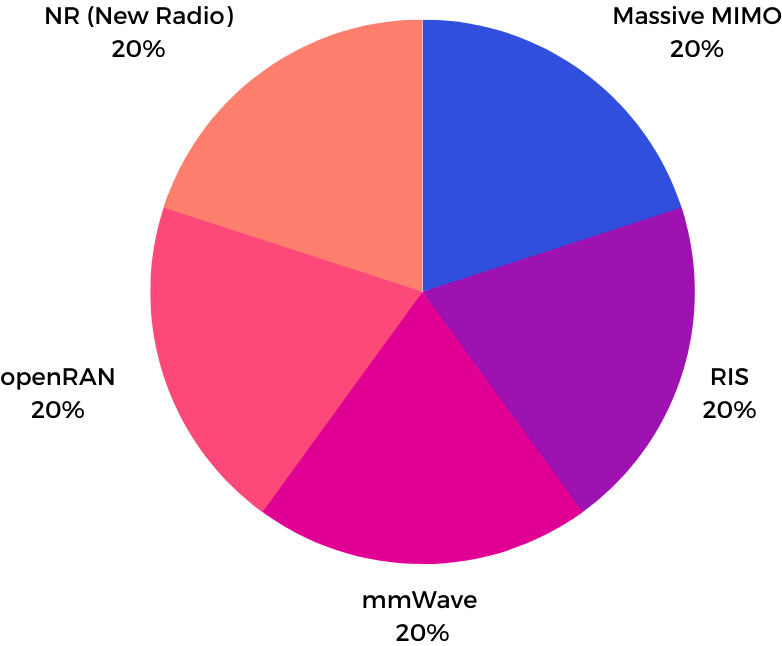 NR (New Radio)
20%
Massive MIMO
20%
openRAN
20%
RIS
20%
mmWave
20%